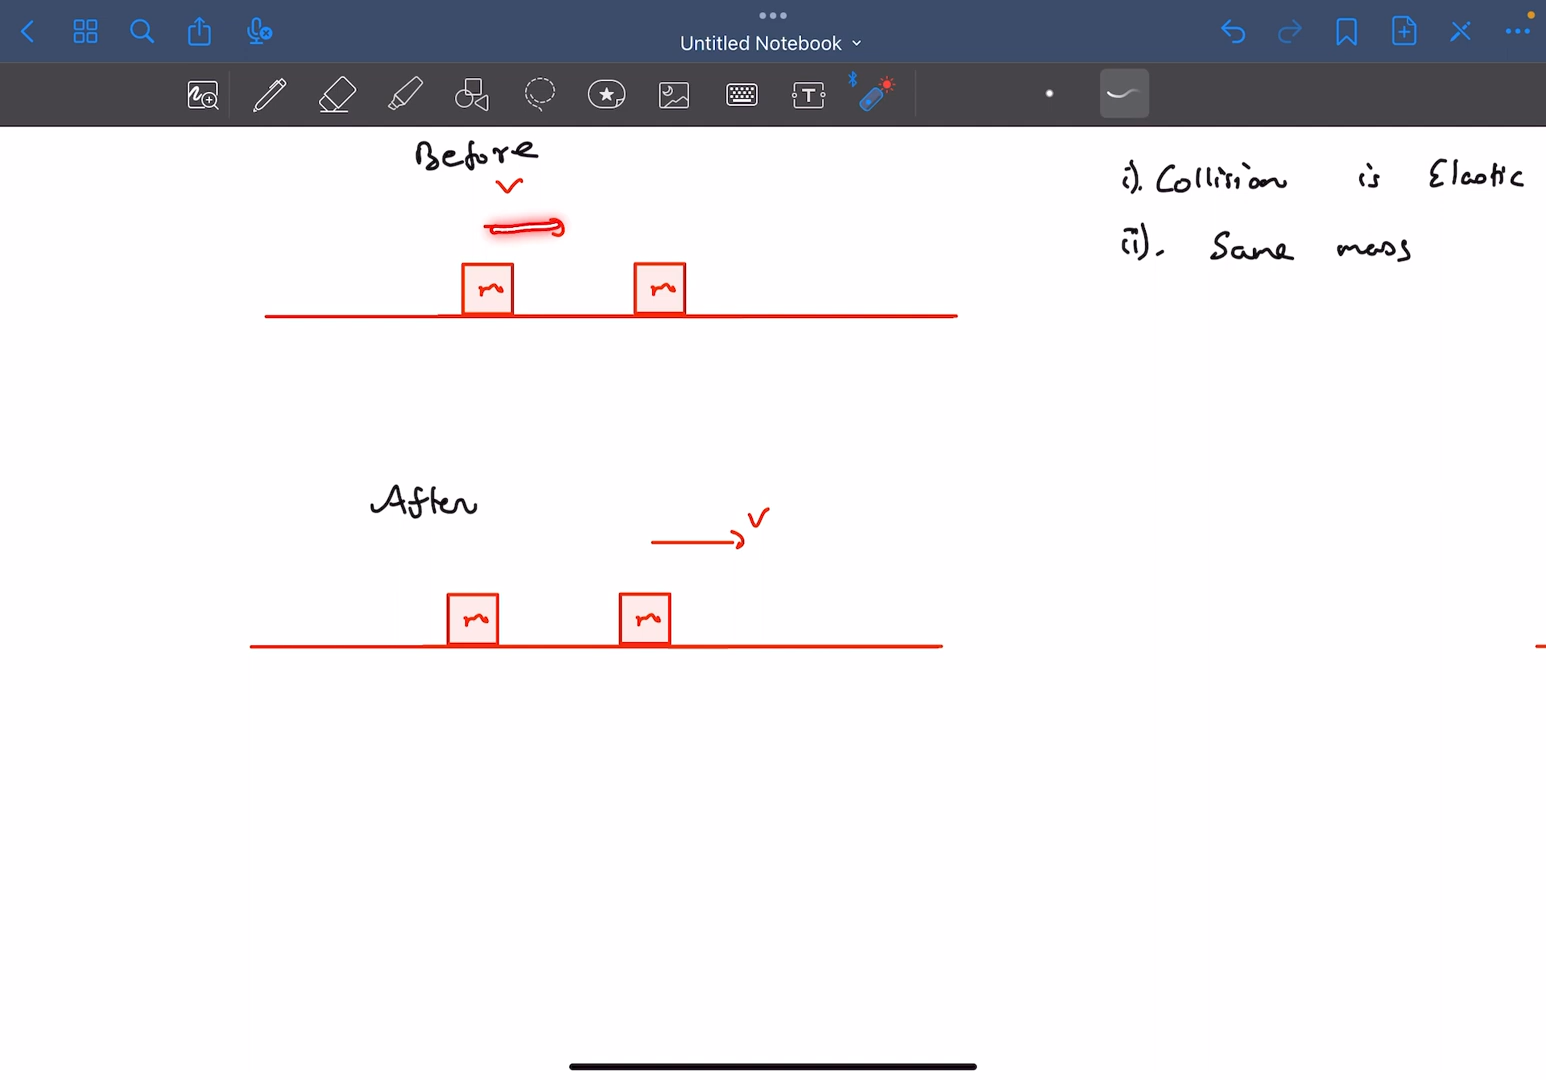 Untitled Notebook
T
Before
v
i). Collision is Elastic
ii). Same mass
m m
After
v
m m